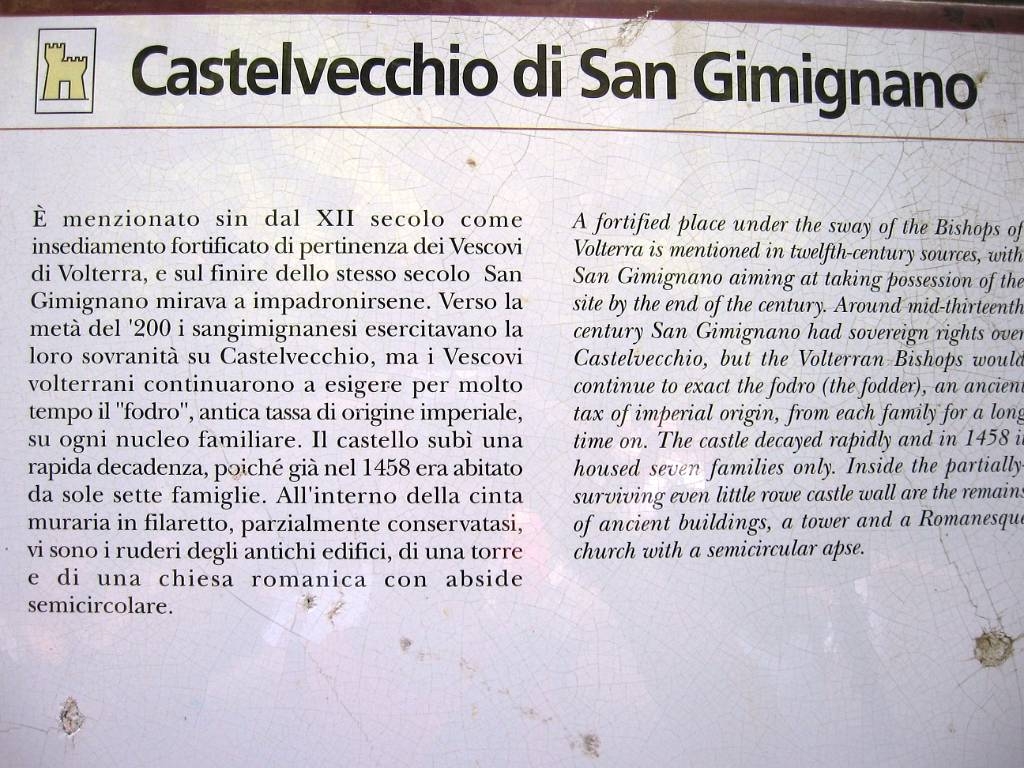 Castelvecchio di San Gimignano
È menzionato sin dal XII secolo come
insediamento fortificato di pertinenza dei Vescovi
di Volterra, e sul finire dello stesso secolo San
Gimignano mirava a impadronirsene. Verso la
metà del '200 i sangimignanesi esercitavano la
loro sovranità su Castelvecchio, ma i Vescovi
volterrani continuarono a esigere per molto
tempo il "fodro", antica tassa di origine imperiale,
su ogni nucleo familiare. Il castello subì una
rapida decadenza, poiché già nel 1458 era abitato
da sole sette famiglie. All'interno della cinta
muraria in filaretto, parzialmente conservatasi,
vi sono i ruderi degli antichi edifici, di una torre
e di una chiesa romanica con abside
semicircolare.
A fortified place under the sway of the Bishops of
Volterra is mentioned in twelfth-century sources, with
San Gimignano aiming at taking possession of the
site by the end of the century. Around mid-thirteenth
century San Gimignano had sovereign rights over
Castelvecchio, but the Volterran Bishops would
continue to exact the fodro (the fodder), an ancient
tax of imperial origin, from each family for a long
time on. The castle decayed rapidly and in 1458 it
housed seven families only. Inside the partially-
surviving even little rowe castle wall are the remains
of ancient buildings, a tower and a Romanesque
church with a semicircular apse.